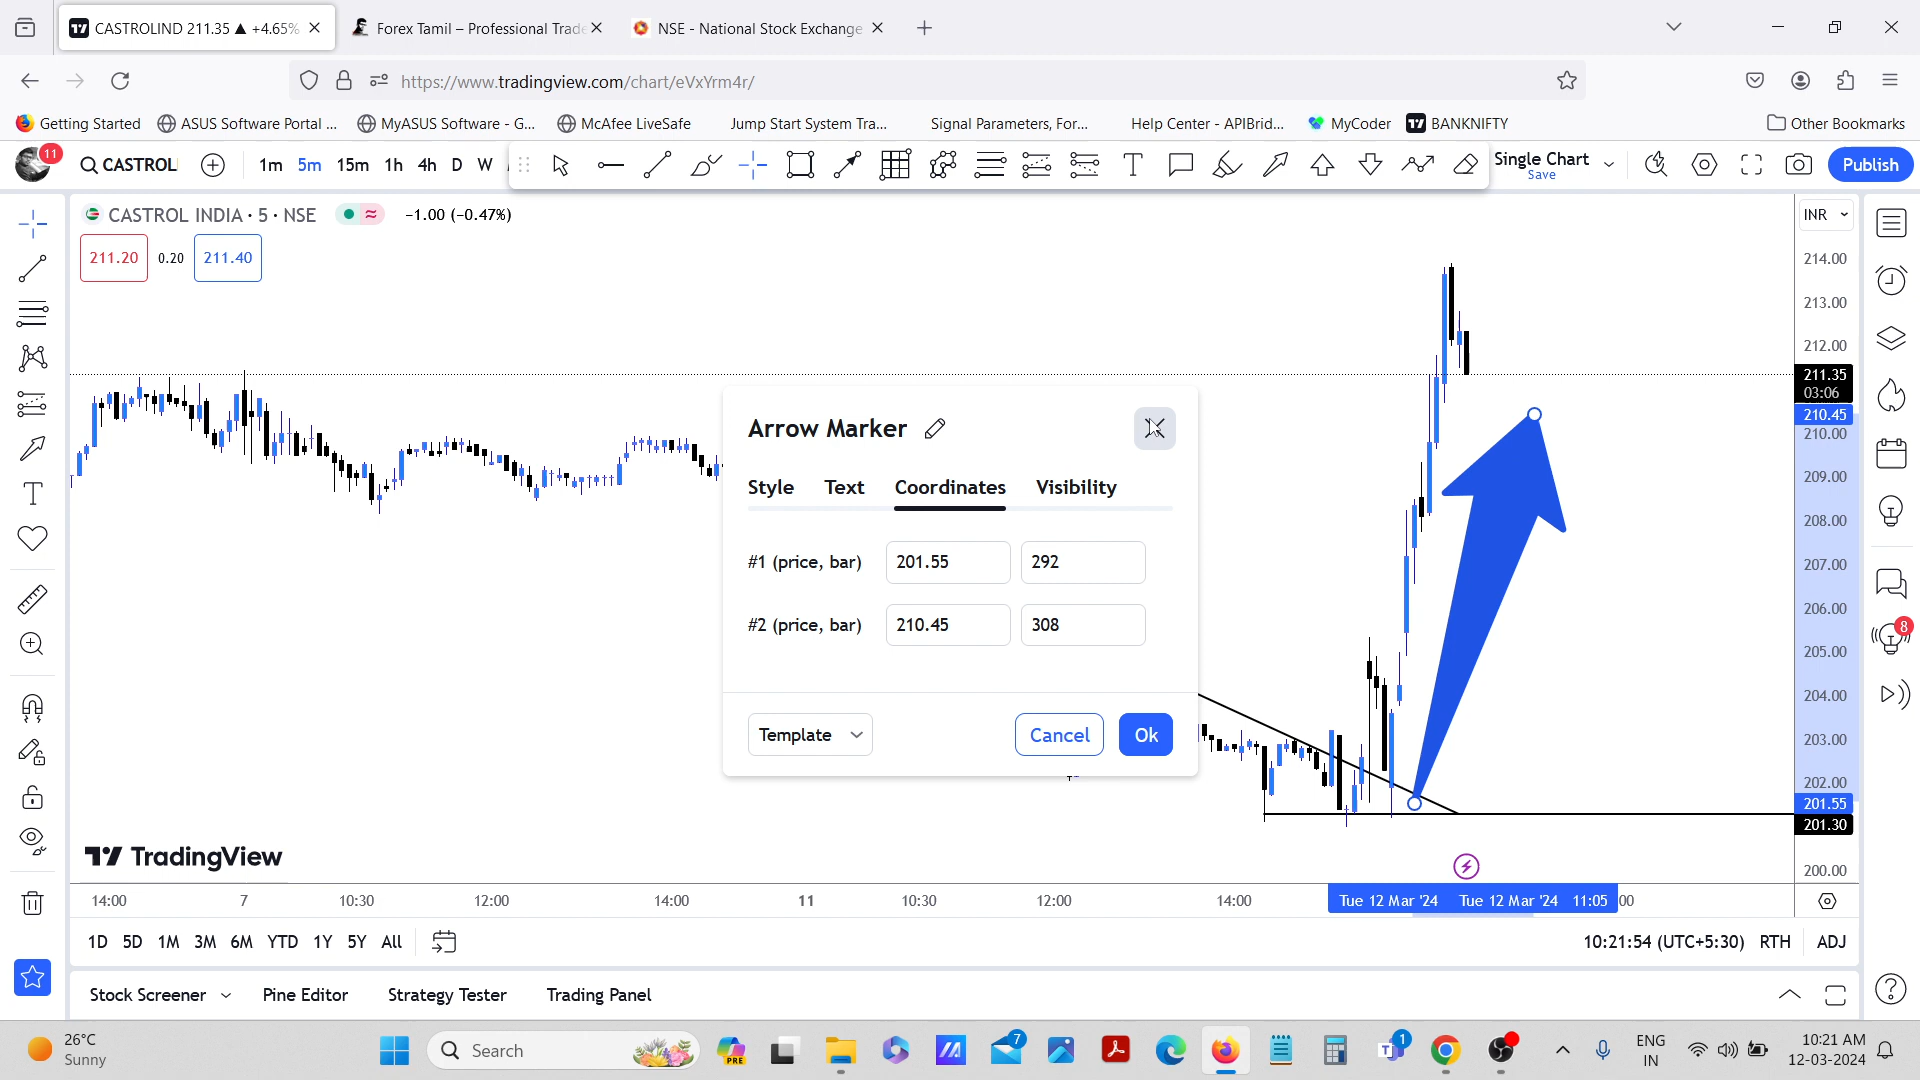 CASTROLIND 211.35 ▲ +4.65%
Forex Tamil – Professional Trade
NSE - National Stock Exchange
https://www.tradingview.com/chart/eVxYrm4r/
Getting Started
ASUS Software Portal ...
MyASUS Software - G...
McAfee LiveSafe
Jump Start System Tra...
Signal Parameters, For...
Help Center - APIBrid...
MyCoder
BANKNIFTY
Other Bookmarks
11
CASTROL
1m 5m 15m 1h 4h D W
Single Chart
Save
Publish
CASTROL INDIA · 5 · NSE
−1.00 (−0.47%)
INR
211.20
0.20
211.40
214.00
213.00
212.00
211.35
03:06
210.45
210.00
209.00
208.00
207.00
206.00
205.00
204.00
203.00
202.00
201.55
201.30
200.00
Arrow Marker
Style
Text
Coordinates
Visibility
#1 (price, bar)
201.55
292
#2 (price, bar)
210.45
308
Template
Cancel
Ok
8
TradingView
14:00
7
10:30
12:00
14:00
11
10:30
12:00
14:00
Tue 12 Mar '24
Tue 12 Mar '24 11:05
:00
1D 5D 1M 3M 6M YTD 1Y 5Y All
10:21:54 (UTC+5:30)
RTH
ADJ
Stock Screener
Pine Editor
Strategy Tester
Trading Panel
26°C
Sunny
Search
PRE
7
1
ENG
IN
10:21 AM
12-03-2024